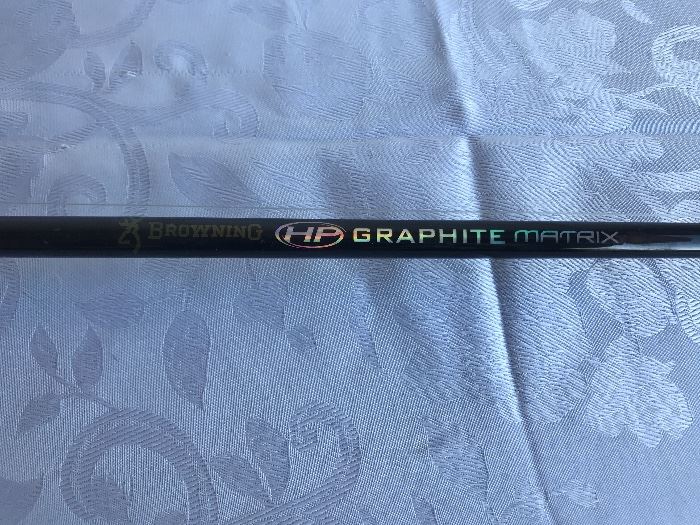 BROWNING HP GRAPHITE MATRIX